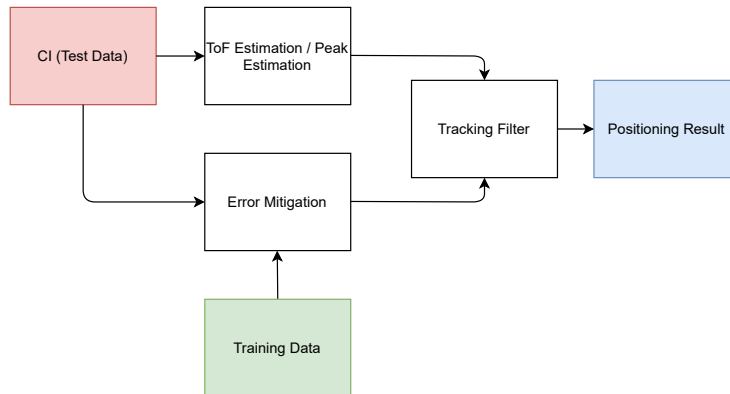 CI (Test Data)
ToF Estimation / Peak
Estimation
Tracking Filter
Positioning Result
Error Mitigation
Training Data